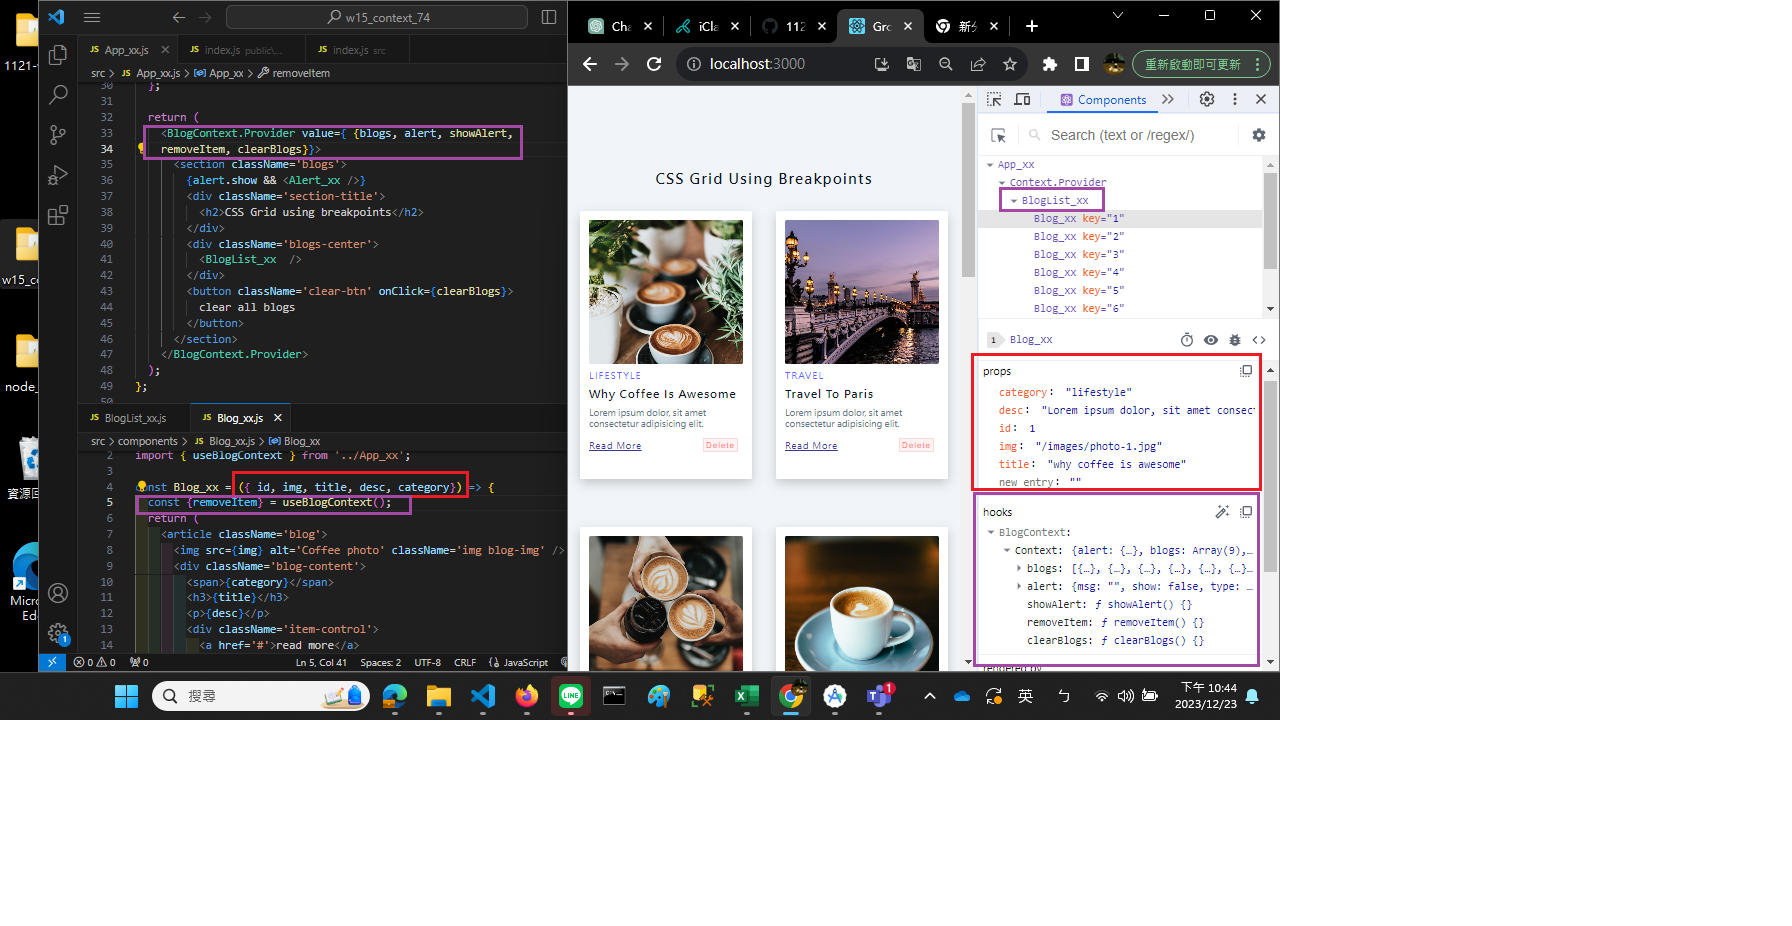 1121-
w15_cc
node_
資源回
Micro
Ed
w15_context_74
JS App_xx.js
JS index.js public\...
JS index.js src
src > JS App_xx.js > App_xx > removeItem
30 };
31
32 return (
33 <BlogContext.Provider value={ {blogs, alert, showAlert,
34 removeItem, clearBlogs}}>
35 <section className='blogs'>
36 {alert.show && <Alert_xx />}
37 <div className='section-title'>
38 <h2>CSS Grid using breakpoints</h2>
39 </div>
40 <div className='blogs-center'>
41 <BlogList_xx />
42 </div>
43 <button className='clear-btn' onClick={clearBlogs}>
44 clear all blogs
45 </button>
46 </section>
47 </BlogContext.Provider>
48 );
49 };
50
JS BlogList_xx.js
JS Blog_xx.js
src > components > JS Blog_xx.js > Blog_xx
2 import { useBlogContext } from '../App_xx';
3
4 const Blog_xx = ({ id, img, title, desc, category}) => {
5 const {removeItem} = useBlogContext();
6 return (
7 <article className='blog'>
8 <img src={img} alt='Coffee photo' className='img blog-img' />
9 <div className='blog-content'>
10 <span>{category}</span>
11 <h3>{title}</h3>
12 <p>{desc}</p>
13 <div className='item-control'>
14 <a href='#'>read more</a>
1
0 0 0
Ln 5, Col 41 Spaces: 2 UTF-8 CRLF JavaScript
Cha
iCla
112
Gro
新分
localhost:3000
重新啟動即可更新
CSS Grid Using Breakpoints
LIFESTYLE
Why Coffee Is Awesome
Lorem ipsum dolor, sit amet
consectetur adipisicing elit.
Read More Delete
TRAVEL
Travel To Paris
Lorem ipsum dolor, sit amet
consectetur adipisicing elit.
Read More Delete
Components
Search (text or /regex/)
App_xx
Context.Provider
BlogList_xx
Blog_xx key="1"
Blog_xx key="2"
Blog_xx key="3"
Blog_xx key="4"
Blog_xx key="5"
Blog_xx key="6"
1 Blog_xx
props
category: "lifestyle"
desc: "Lorem ipsum dolor, sit amet consect
id: 1
img: "/images/photo-1.jpg"
title: "why coffee is awesome"
new entry: ""
hooks
BlogContext:
Context: {alert: {…}, blogs: Array(9),…
blogs: [{…}, {…}, {…}, {…}, {…}, {…}…
alert: {msg: "", show: false, type: …
showAlert: ƒ showAlert() {}
removeItem: ƒ removeItem() {}
clearBlogs: ƒ clearBlogs() {}
rendered by
搜尋
LINE
1
英
ㄅ
下午 10:44
2023/12/23